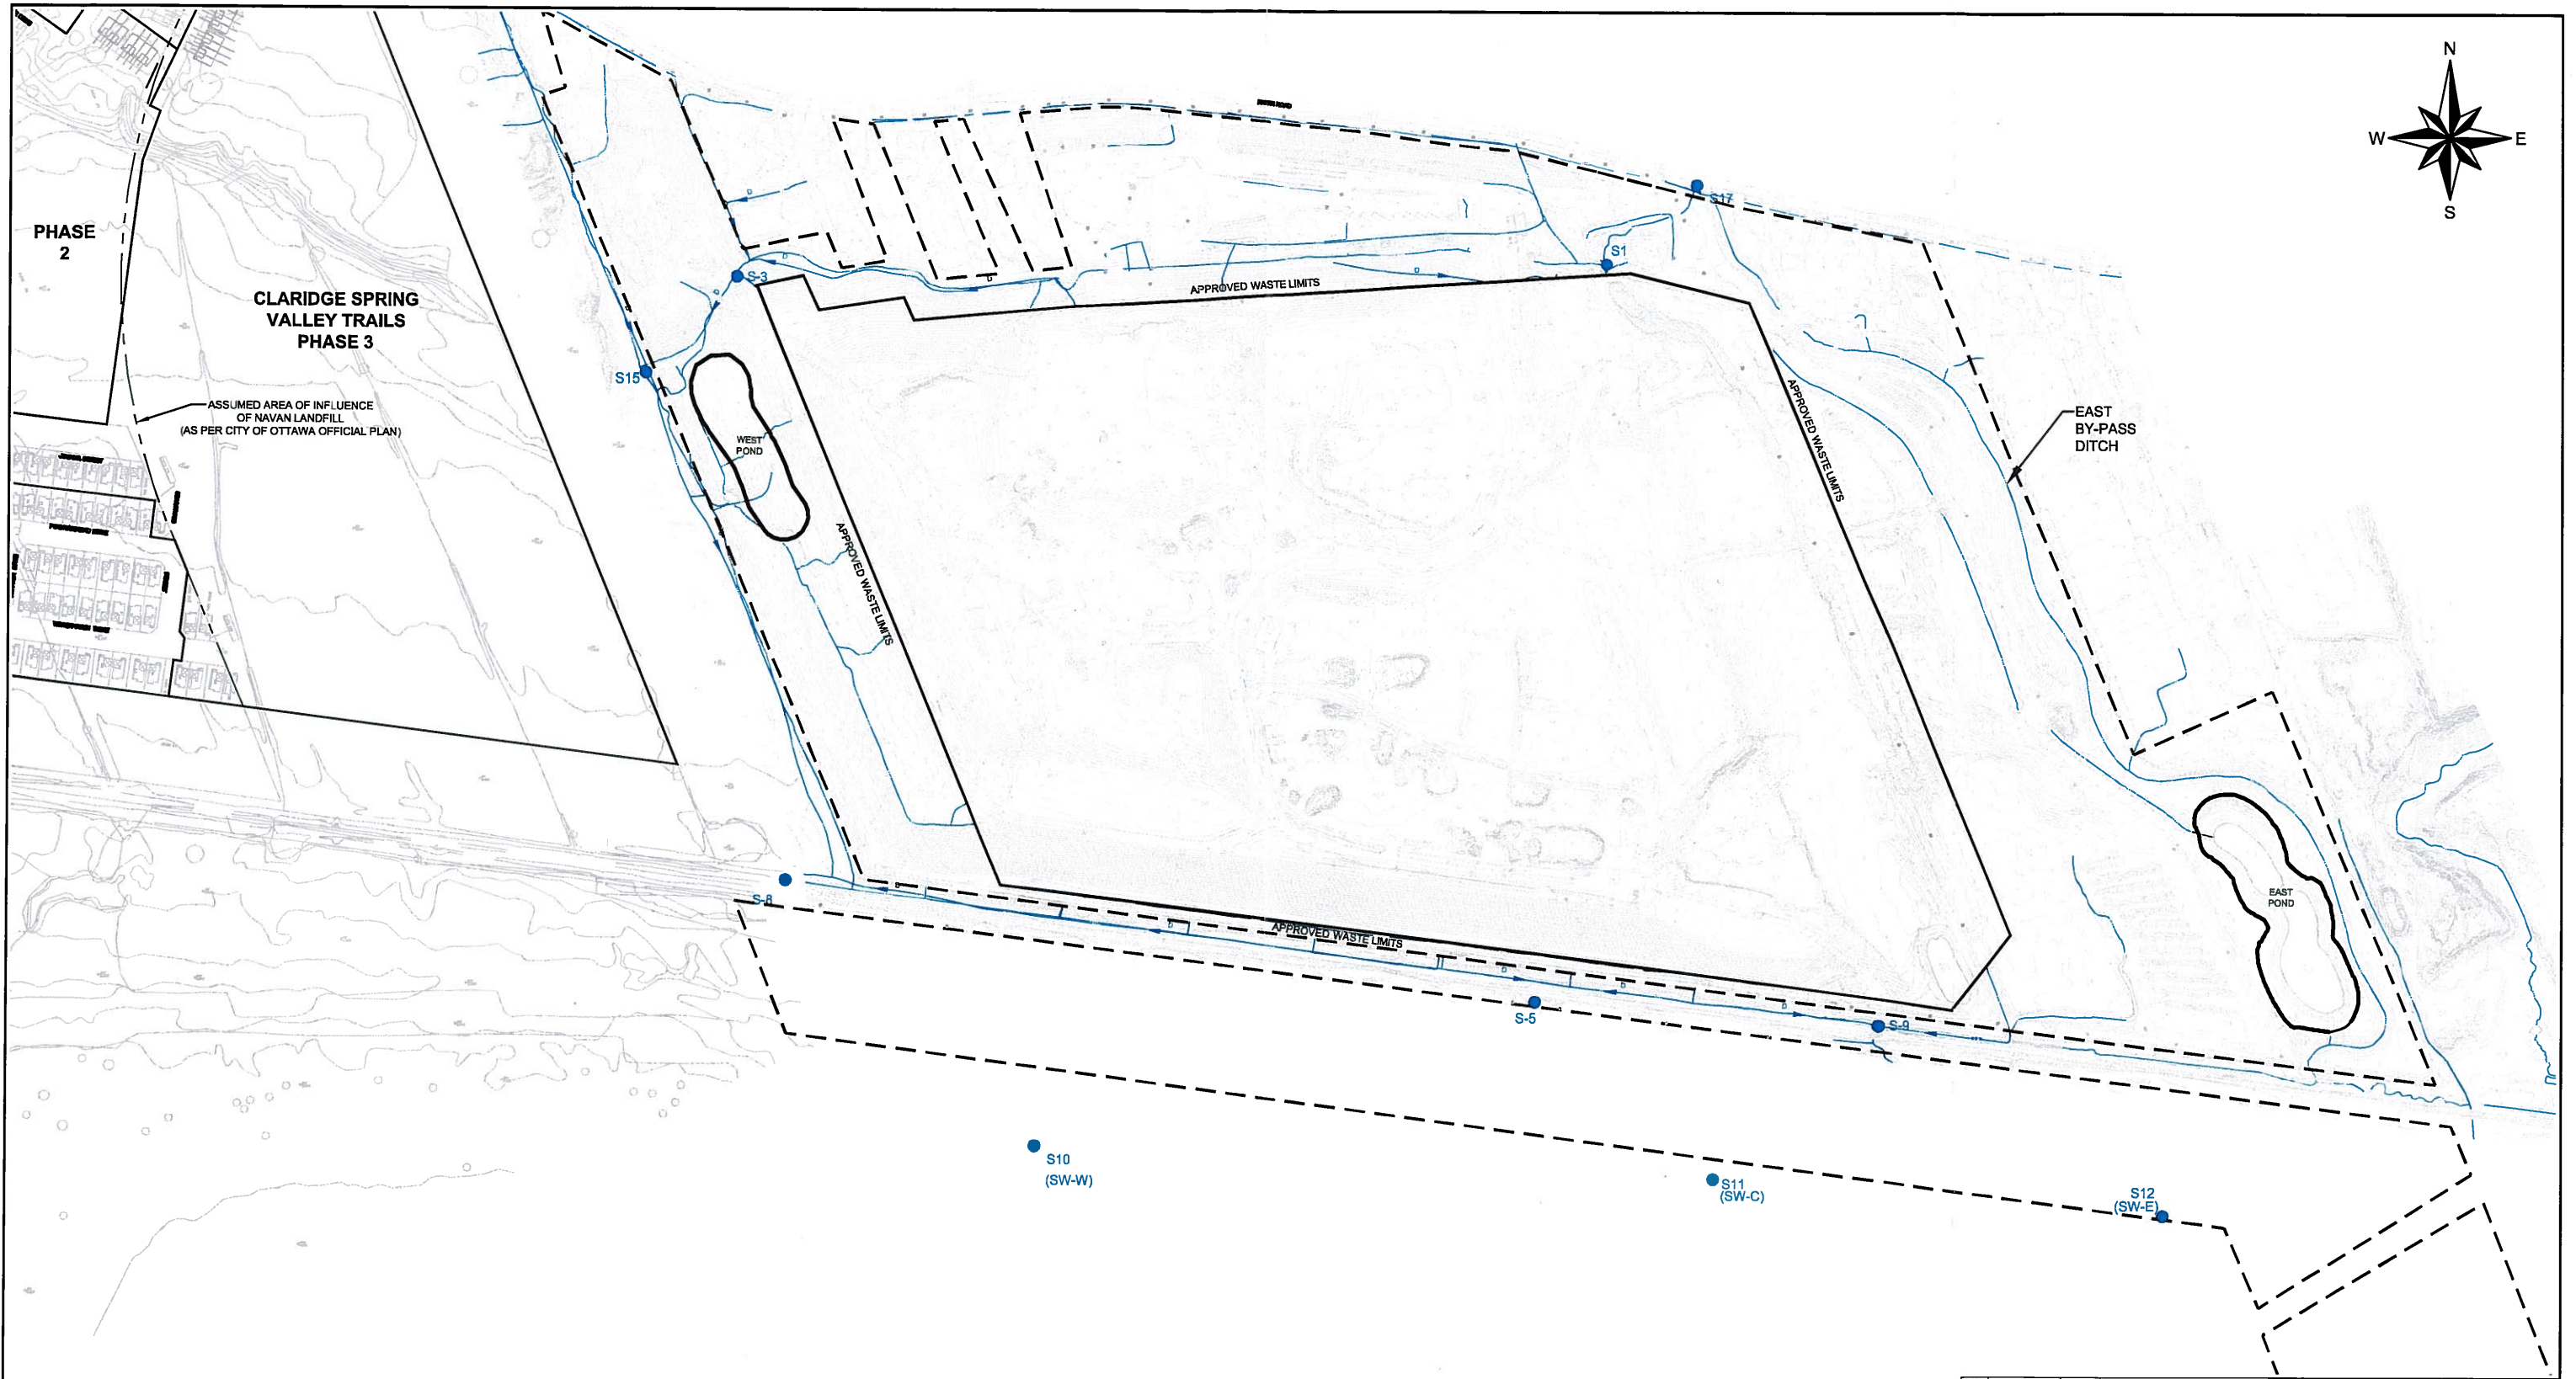 N
W
E
S
S17
PHASE
2
S1
S-3
CLARIDGE SPRING
VALLEY TRAILS
PHASE 3
APPROVED WASTE LIMITS
S15
ASSUMED AREA OF INFLUENCE
OF NAVAN LANDFILL
(AS PER CITY OF OTTAWA OFFICIAL PLAN)
WEST
POND
APPROVED WASTE LIMITS
EAST
BY-PASS
DITCH
APPROVED WASTE LIMITS
S-8
EAST
POND
APPROVED WASTE LIMITS
S-5
S-9
S10
(SW-W)
S11
(SW-C)
S12
(SW-E)